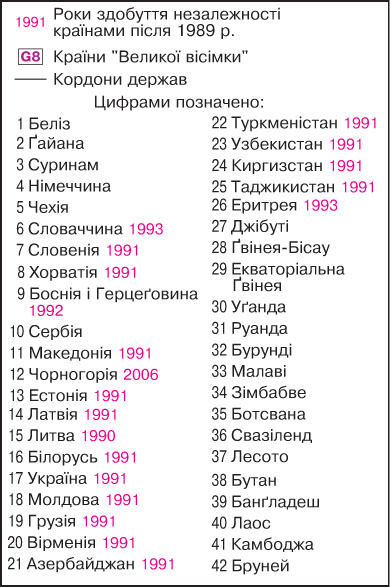 1991 Роки здобуття незалежності
країнами після 1989 р.
G8 Країни "Великої вісімки"
Кордони держав
Цифрами позначено:
1 Беліз
2 Ґайана
3 Суринам
4 Німеччина
5 Чехія
6 Словаччина 1993
7 Словенія 1991
8 Хорватія 1991
9 Боснія і Герцеґовина
1992
10 Сербія
11 Македонія 1991
12 Чорногорія 2006
13 Естонія 1991
14 Латвія 1991
15 Литва 1990
16 Білорусь 1991
17 Україна 1991
18 Молдова 1991
19 Грузія 1991
20 Вірменія 1991
21 Азербайджан 1991
22 Туркменістан 1991
23 Узбекистан 1991
24 Киргизстан 1991
25 Таджикистан 1991
26 Еритрея 1993
27 Джібуті
28 Ґвінея-Бісау
29 Екваторіальна
Ґвінея
30 Уґанда
31 Руанда
32 Бурунді
33 Малаві
34 Зімбабве
35 Ботсвана
36 Свазіленд
37 Лесото
38 Бутан
39 Банґладеш
40 Лаос
41 Камбоджа
42 Бруней